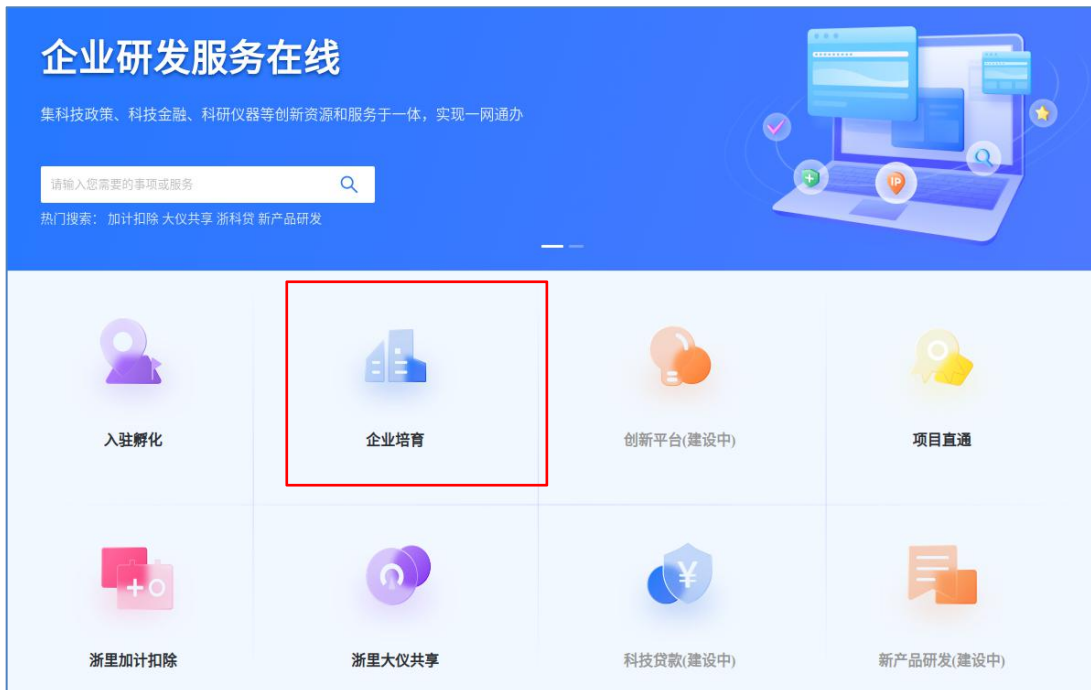 企业研发服务在线
集科技政策、科技金融、科研仪器等创新资源和服务于一体，实现一网通办
请输入您需要的事项或服务
热门搜索： 加计扣除 大仪共享 浙科贷 新产品研发
IP
入驻孵化
企业培育
创新平台(建设中)
项目直通
¥
浙里加计扣除
浙里大仪共享
科技贷款(建设中)
新产品研发(建设中)